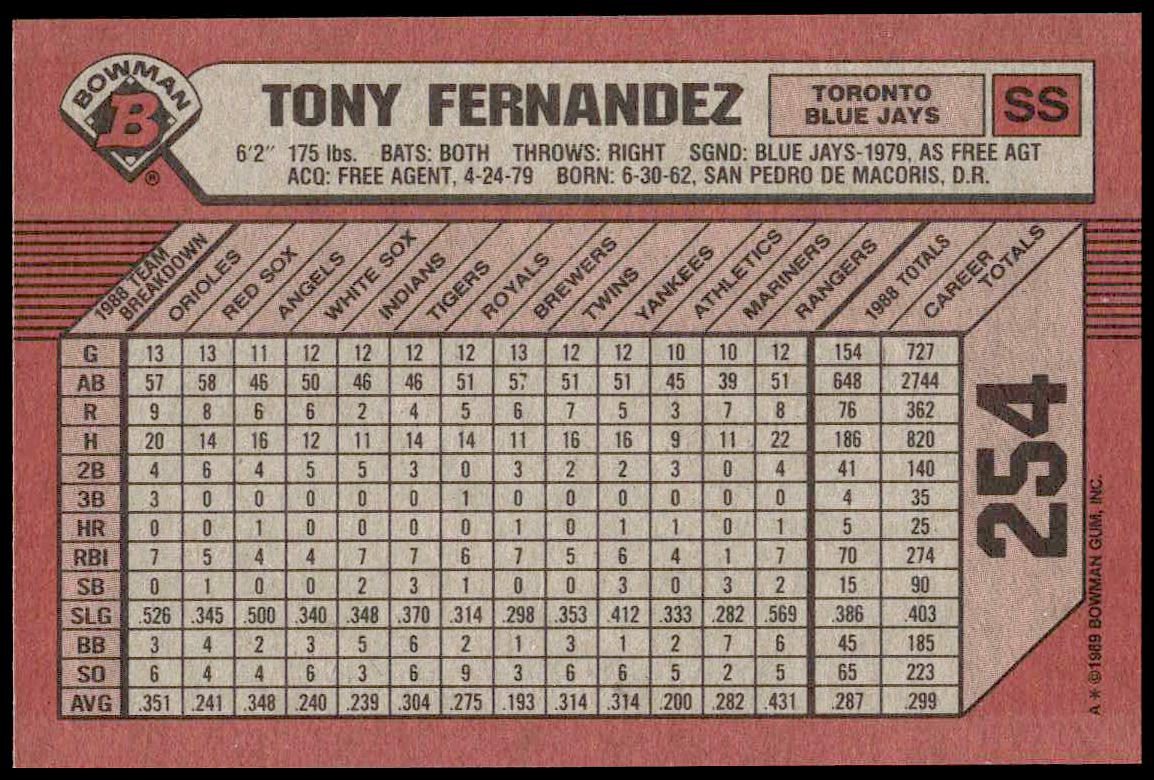 BOWMAN
B
®
TONY FERNANDEZ
TORONTO
BLUE JAYS
SS
6'2" 175 lbs. BATS: BOTH THROWS: RIGHT SGND: BLUE JAYS-1979, AS FREE AGT
ACQ: FREE AGENT, 4-24-79 BORN: 6-30-62, SAN PEDRO DE MACORIS, D.R.
1988 TEAM BREAKDOWN ORIOLES RED SOX ANGELS WHITE SOX INDIANS TIGERS ROYALS BREWERS TWINS YANKEES ATHLETICS MARINERS RANGERS 1988 TOTALS CAREER TOTALS
G 13 13 11 12 12 12 12 13 12 12 10 10 12 154 727
AB 57 58 46 50 46 46 51 57 51 51 45 39 51 648 2744
R 9 8 6 6 2 4 5 6 7 5 3 7 8 76 362
H 20 14 16 12 11 14 14 11 16 16 9 11 22 186 820
2B 4 6 4 5 5 3 0 3 2 2 3 0 4 41 140
3B 3 0 0 0 0 0 1 0 0 0 0 0 0 4 35
HR 0 0 1 0 0 0 0 1 0 1 1 0 1 5 25
RBI 7 5 4 4 7 7 6 7 5 6 4 1 7 70 274
SB 0 1 0 0 2 3 1 0 0 3 0 3 2 15 90
SLG .526 .345 .500 .340 .348 .370 .314 .298 .353 .412 .333 .282 .569 .386 .403
BB 3 4 2 3 5 6 2 1 3 1 2 7 6 45 185
SO 6 4 4 6 3 6 9 3 6 6 5 2 5 65 223
AVG .351 .241 .348 .240 .239 .304 .275 .193 .314 .314 .200 .282 .431 .287 .299
254
A * © 1989 BOWMAN GUM, INC.